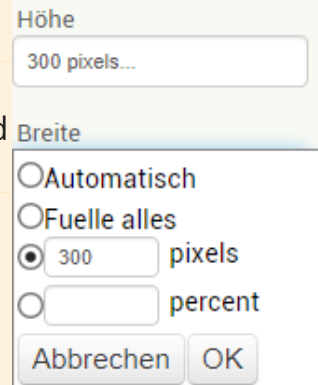 Höhe
300 pixels...
d Breite
Automatisch
Fuelle alles
300 pixels
percent
Abbrechen OK